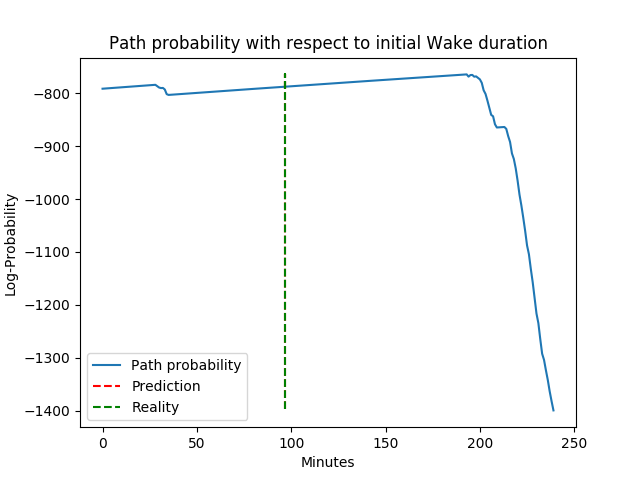 Path probability with respect to initial Wake duration
Log-Probability
−800
−900
−1000
−1100
−1200
−1300
−1400
Path probability
Prediction
Reality
0 50 100 150 200 250
Minutes